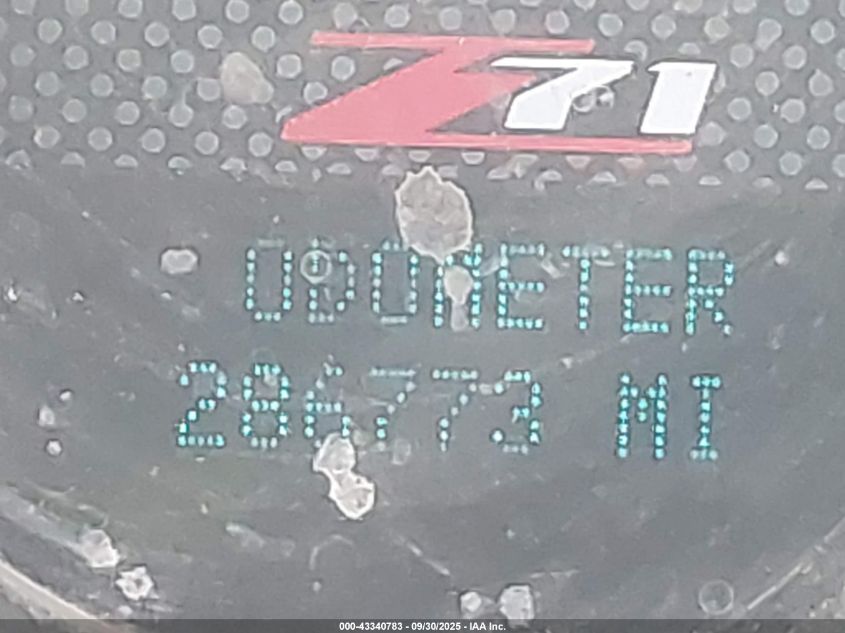 Z71
ODOMETER
286773 MI
000-43340783 - 09/30/2025 - IAA Inc.